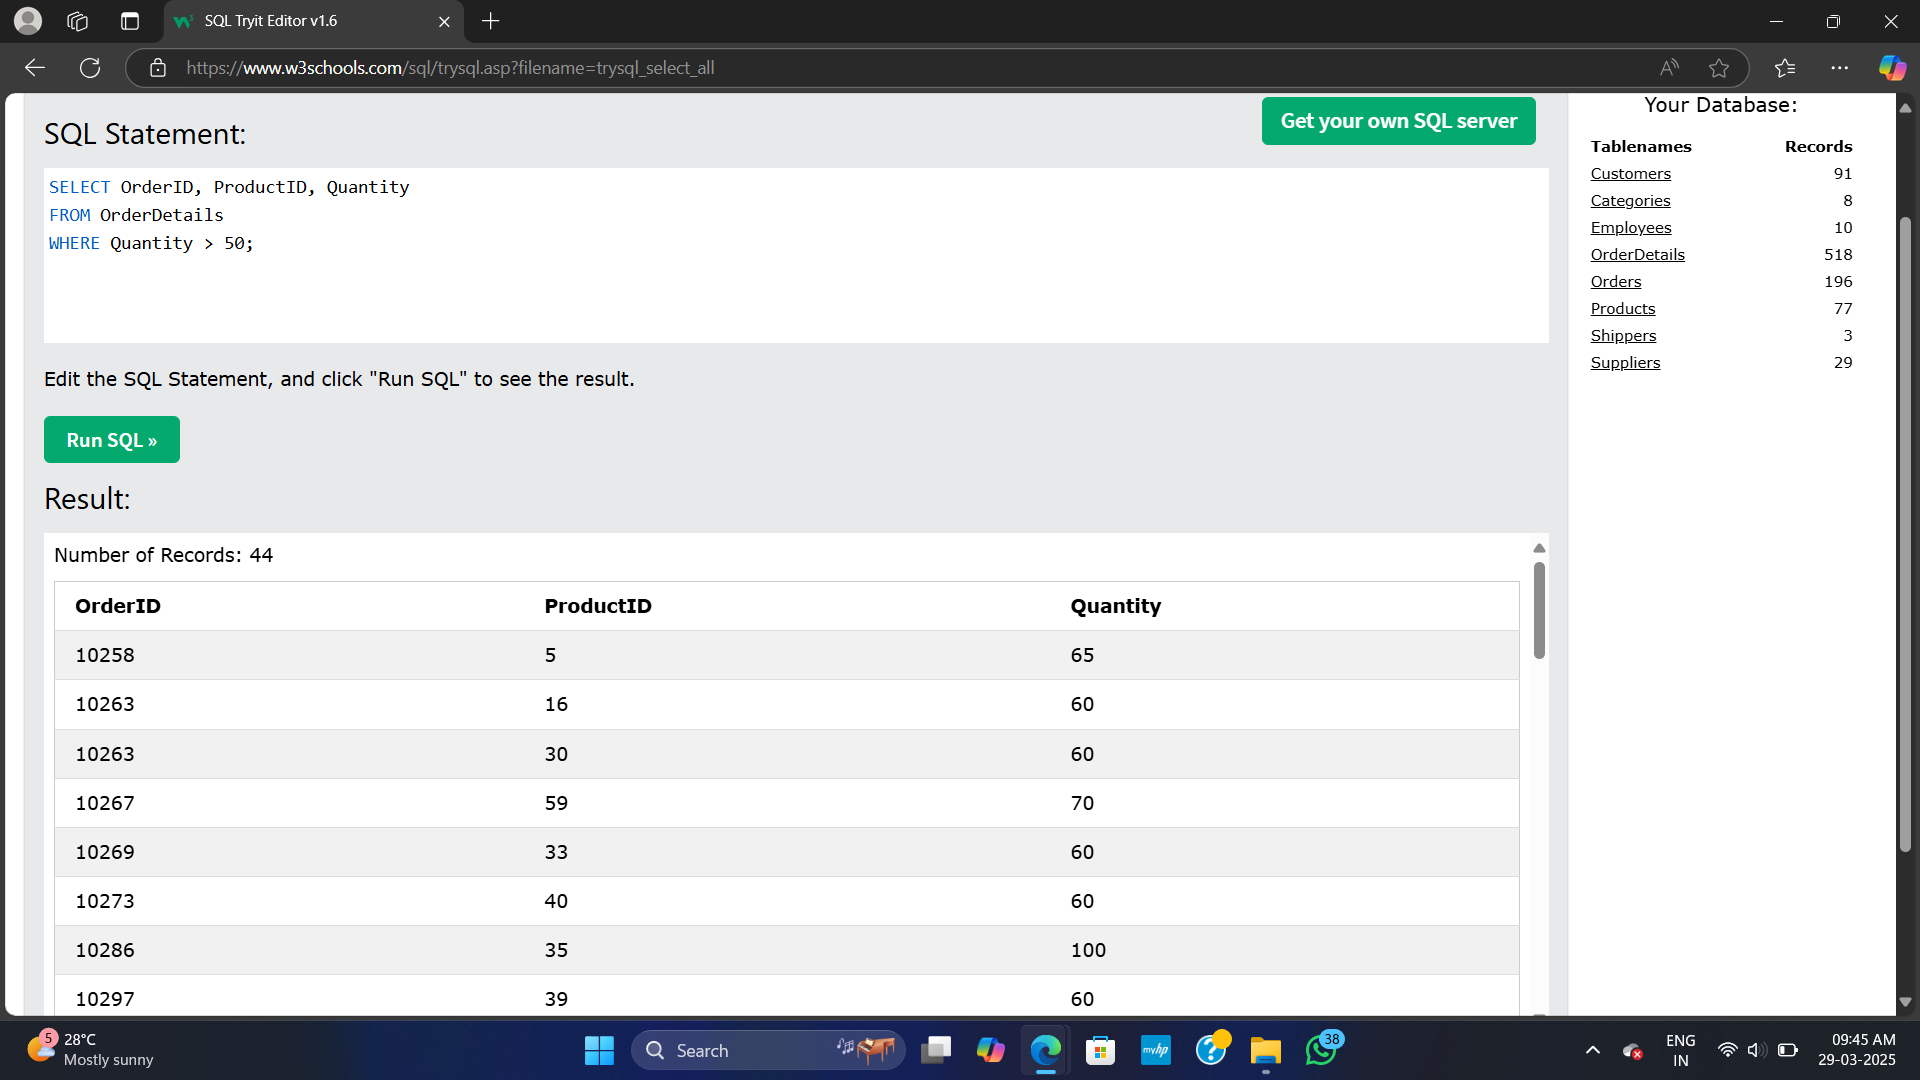 SQL Tryit Editor v1.6
https://www.w3schools.com/sql/trysql.asp?filename=trysql_select_all
SQL Statement:
Get your own SQL server
SELECT OrderID, ProductID, Quantity
FROM OrderDetails
WHERE Quantity > 50;
Edit the SQL Statement, and click "Run SQL" to see the result.
Run SQL »
Result:
Number of Records: 44
OrderID ProductID Quantity
10258 5 65
10263 16 60
10263 30 60
10267 59 70
10269 33 60
10273 40 60
10286 35 100
10297 39 60
Your Database:
Tablenames Records
Customers 91
Categories 8
Employees 10
OrderDetails 518
Orders 196
Products 77
Shippers 3
Suppliers 29
5
28°C
Mostly sunny
Search
myhp
38
ENG
IN
09:45 AM
29-03-2025